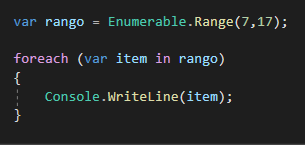 var rango = Enumerable.Range(7,17);
foreach (var item in rango)
{
    Console.WriteLine(item);
}